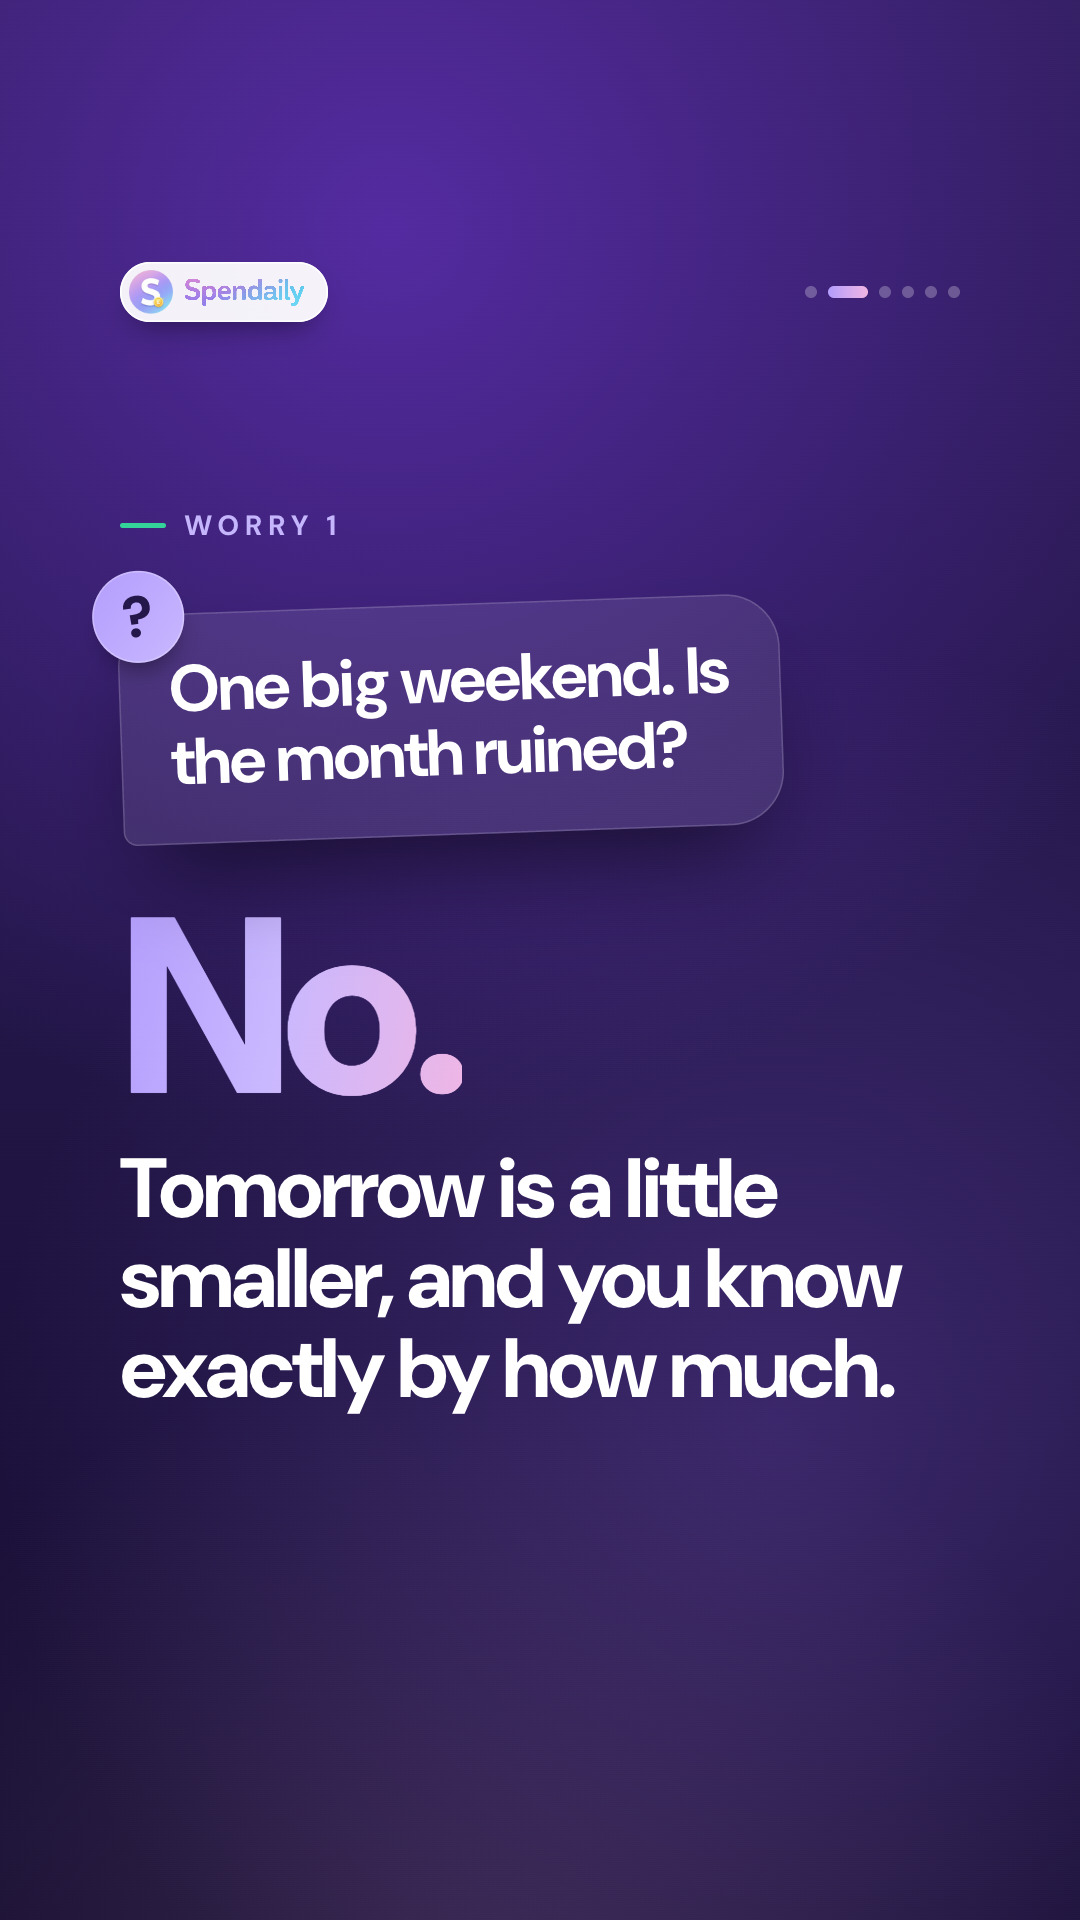 Spendaily
WORRY 1
?
One big weekend. Is
the month ruined?
No.
Tomorrow is a little
smaller, and you know
exactly by how much.